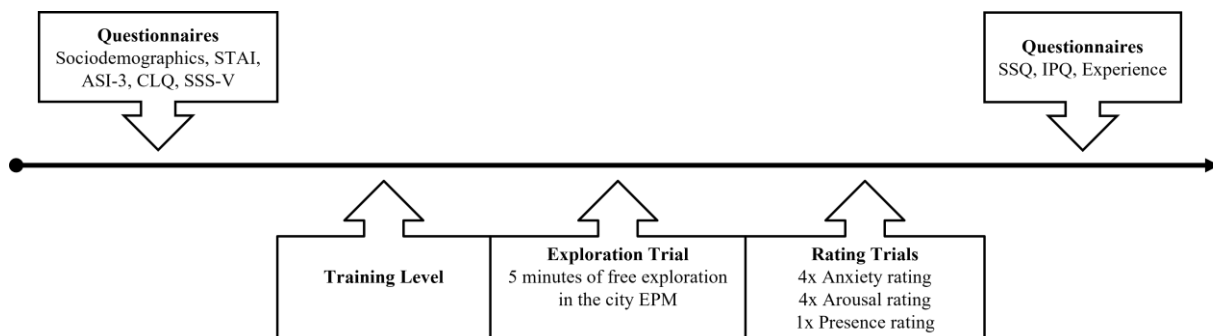 Questionnaires
Sociodemographics, STAI,
ASI-3, CLQ, SSS-V
Questionnaires
SSQ, IPQ, Experience
Training Level
Exploration Trial
5 minutes of free exploration
in the city EPM
Rating Trials
4x Anxiety rating
4x Arousal rating
1x Presence rating